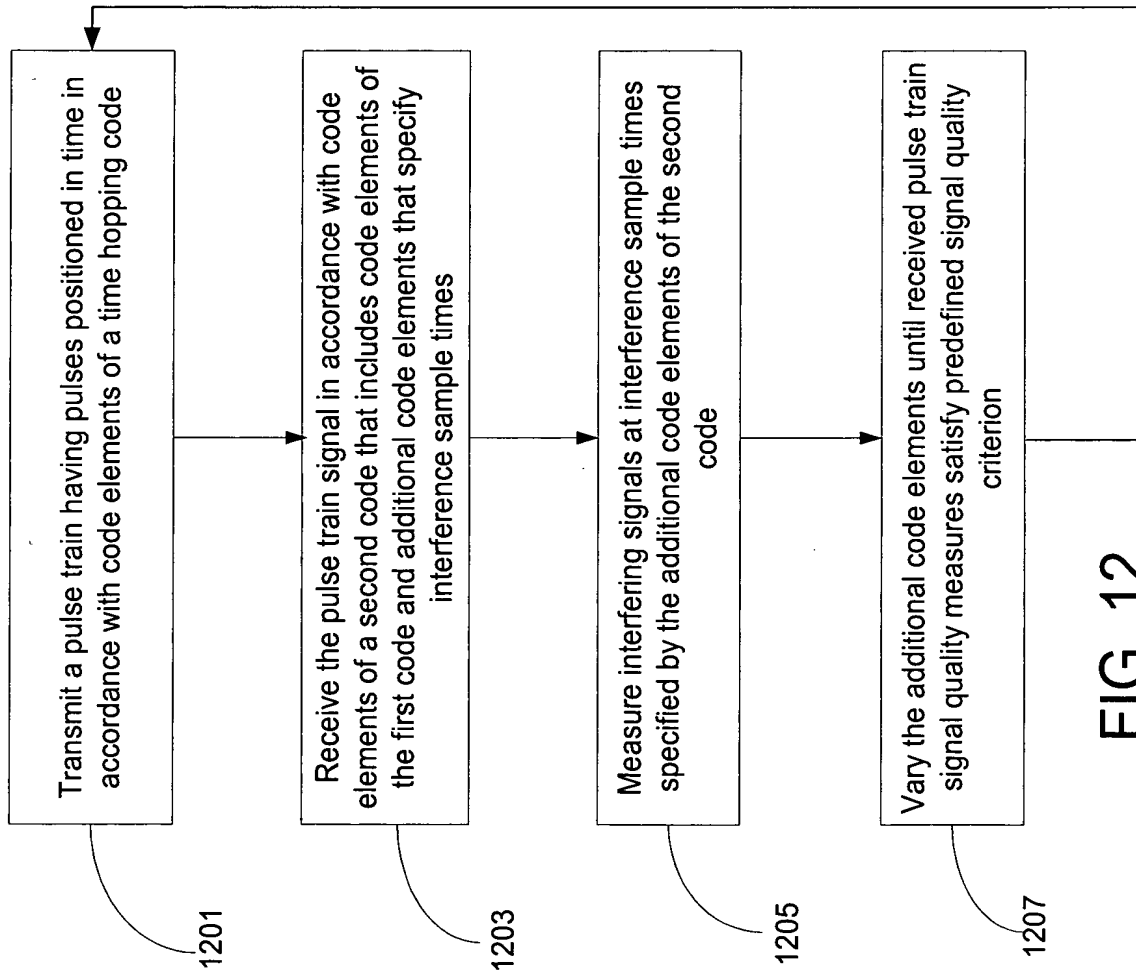 Transmit a pulse train having pulses positioned in time in
accordance with code elements of a time hopping code
1201
Receive the pulse train signal in accordance with code
elements of a second code that includes code elements of
the first code and additional code elements that specify
interference sample times
1203
Measure interfering signals at interference sample times
specified by the additional code elements of the second
code
1205
Vary the additional code elements until received pulse train
signal quality measures satisfy predefined signal quality
criterion
1207
FIG. 12